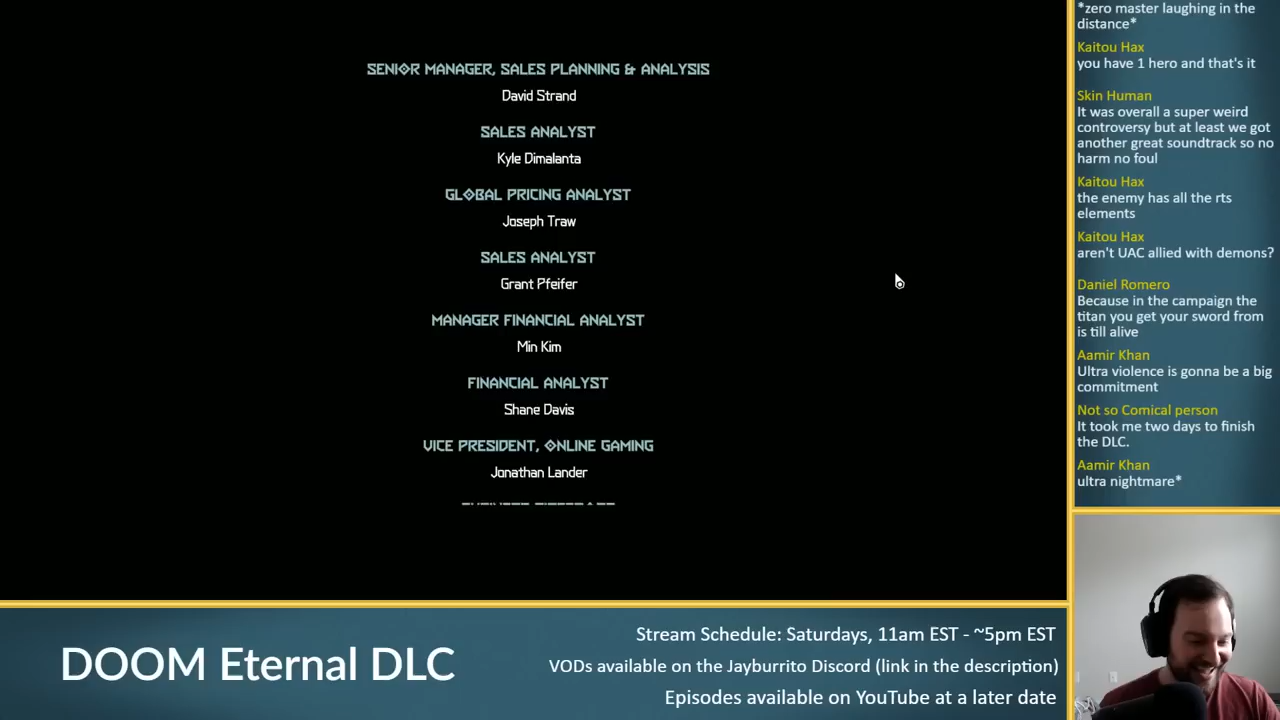 SENIOR MANAGER, SALES PLANNING & ANALYSIS
David Strand
SALES ANALYST
Kyle Dimalanta
GLOBAL PRICING ANALYST
Joseph Traw
SALES ANALYST
Grant Pfeifer
MANAGER FINANCIAL ANALYST
Min Kim
FINANCIAL ANALYST
Shane Davis
VICE PRESIDENT, ONLINE GAMING
Jonathan Lander
*zero master laughing in the
distance*
Kaitou Hax
you have 1 hero and that's it
Skin Human
It was overall a super weird
controversy but at least we got
another great soundtrack so no
harm no foul
Kaitou Hax
the enemy has all the rts
elements
Kaitou Hax
aren't UAC allied with demons?
Daniel Romero
Because in the campaign the
titan you get your sword from
is till alive
Aamir Khan
Ultra violence is gonna be a big
commitment
Not so Comical person
It took me two days to finish
the DLC.
Aamir Khan
ultra nightmare*
DOOM Eternal DLC
Stream Schedule: Saturdays, 11am EST - ~5pm EST
VODs available on the Jayburrito Discord (link in the description)
Episodes available on YouTube at a later date